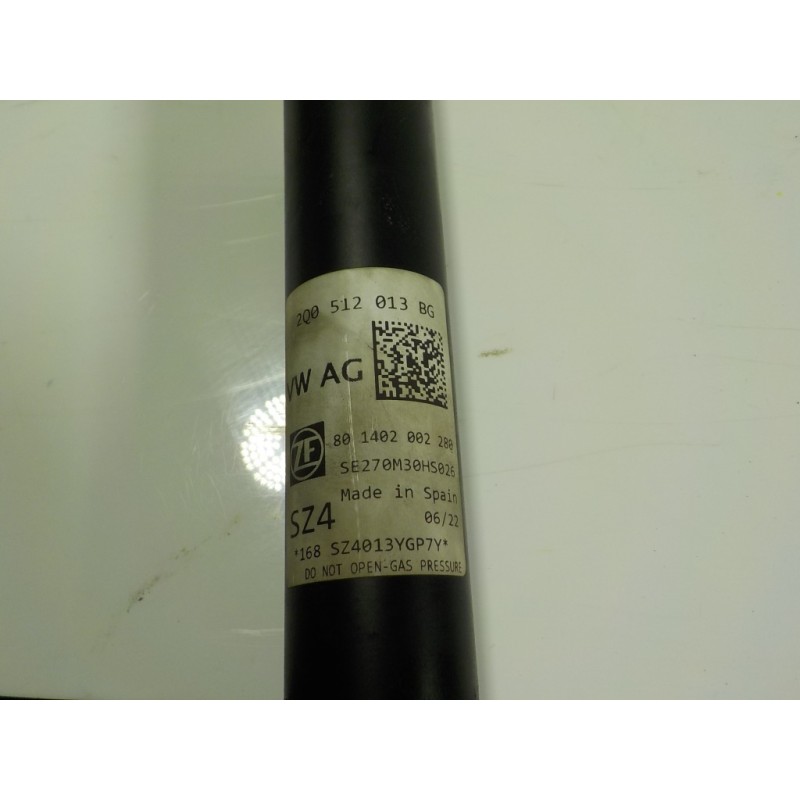 2Q0 512 013 BG
VW AG
ZF
80 1402 002 280
SE270M30HS026
Made in Spain
SZ4
06/22
*168 SZ4013YGP7Y*
DO NOT OPEN-GAS PRESSURE